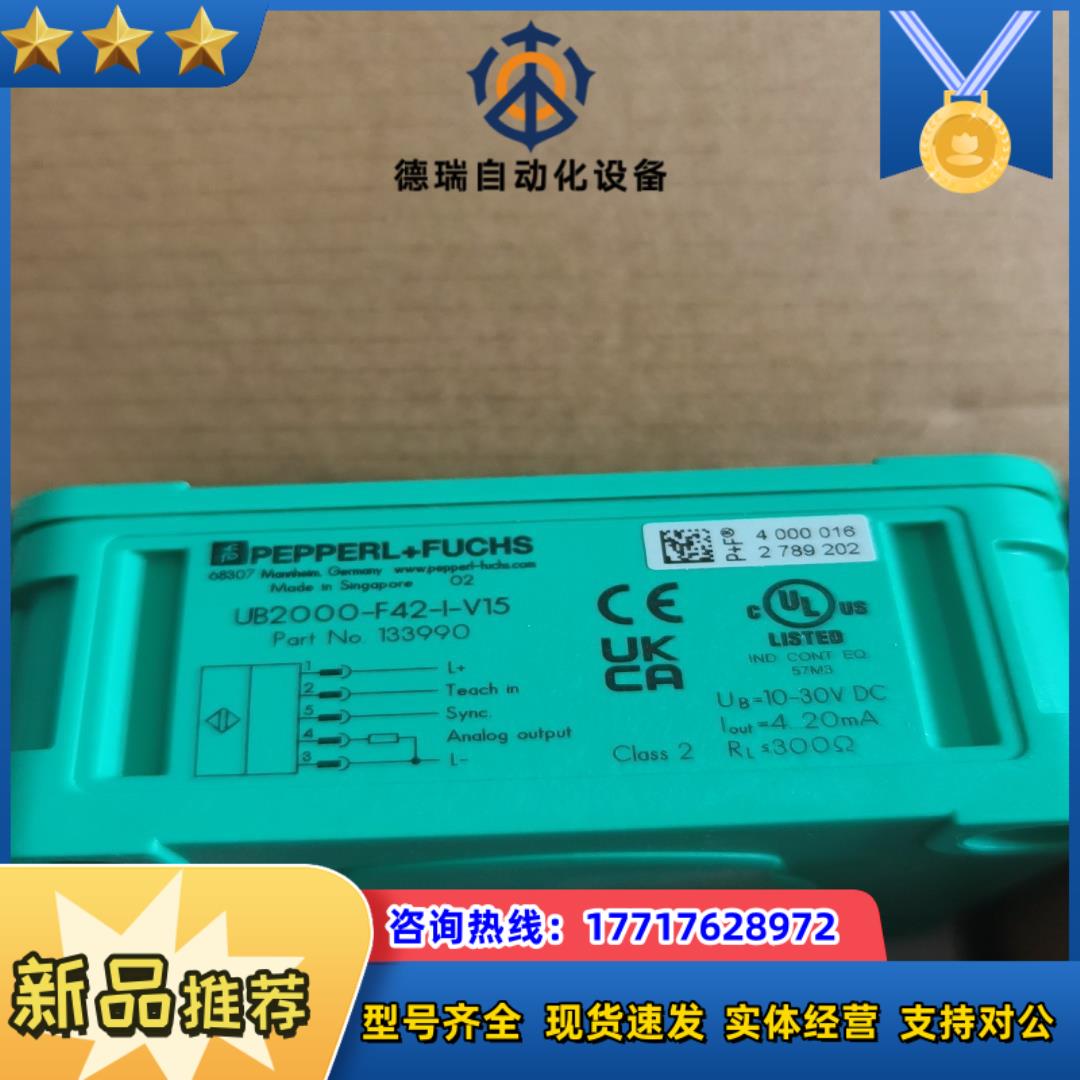 德瑞自动化设备
PEPPERL+FUCHS
68307 Mannheim. Germany www.pepperl-fuchs.com
Made in Singapore 02
UB2000-F42-I-V15
Part No. 133990
P+F®
4 000 016
2 789 202
CE
UK
CA
c UL US
LISTED
IND CONT EQ
57M3
1 L+
2 Teach in
5 Sync.
4 Analog output
3 L-
Class 2
UB=10-30V DC
Iout=4...20mA
RL ≤300Ω
咨询热线：17717628972
新品推荐
型号齐全 现货速发 实体经营 支持对公